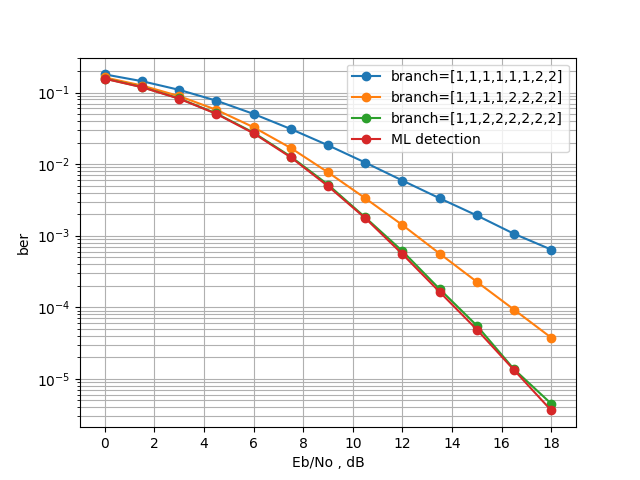 branch=[1,1,1,1,1,1,2,2]
branch=[1,1,1,1,2,2,2,2]
branch=[1,1,2,2,2,2,2,2]
ML detection
ber
10⁻¹
10⁻²
10⁻³
10⁻⁴
10⁻⁵
0 2 4 6 8 10 12 14 16 18
Eb/No , dB